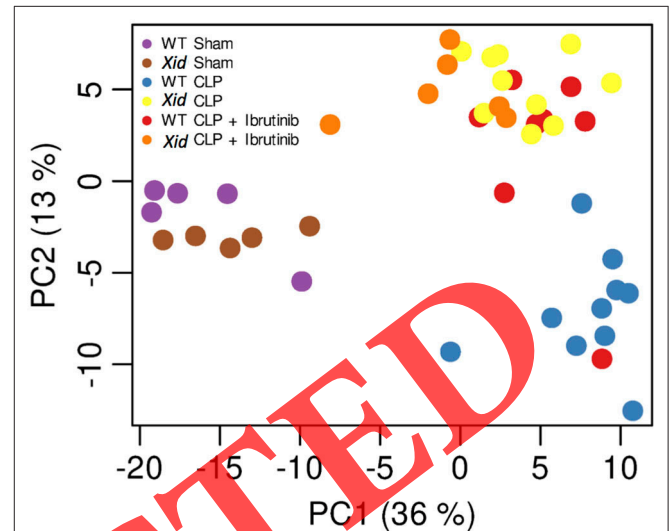 WT Sham
Xid Sham
WT CLP
Xid CLP
WT CLP + Ibrutinib
Xid CLP + Ibrutinib
5
0
-5
-10
PC2 (13 %)
-20 -15 -10 -5 0 5 10
PC1 (36 %)
TED